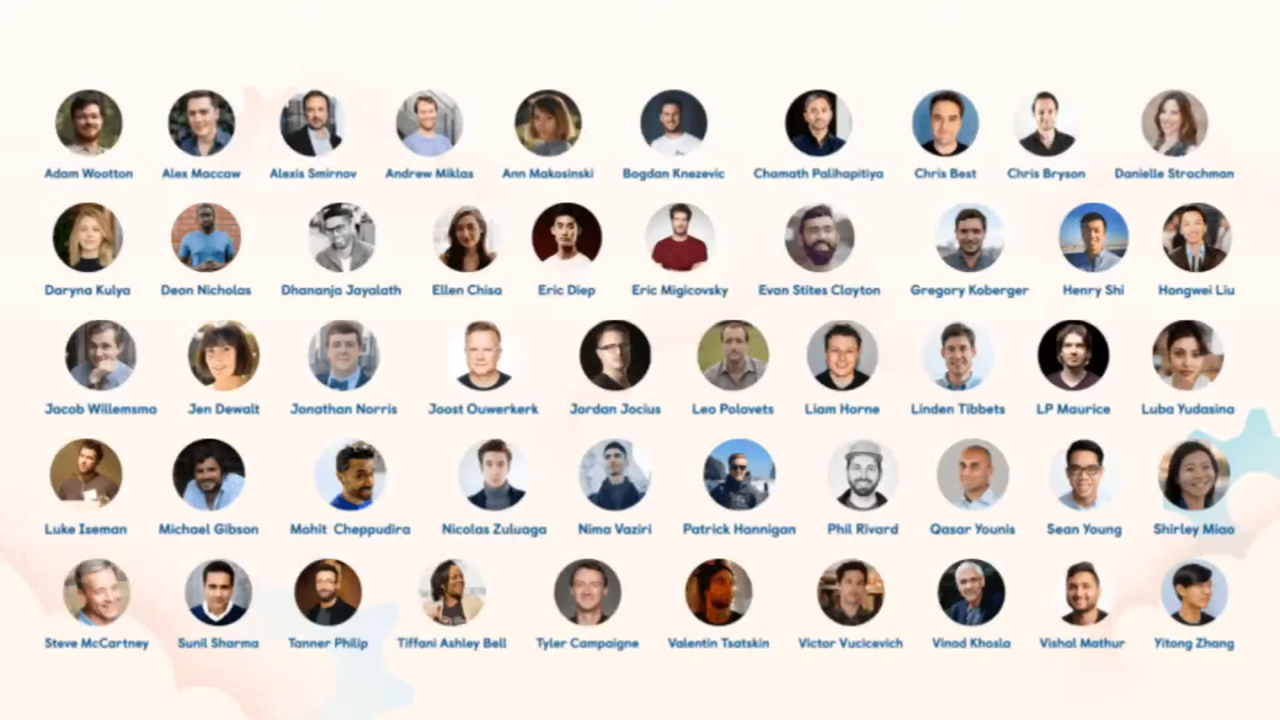 Adam Wootton Alex Maccaw Alexis Smirnov Andrew Miklas Ann Makosinski Bogdan Knezevic Chamath Palihapitiya Chris Best Chris Bryson Danielle Strachman
Daryna Kulya Deon Nicholas Dhananja Jayalath Ellen Chisa Eric Diep Eric Migicovsky Evan Stites Clayton Gregory Koberger Henry Shi Hongwei Liu
Jacob Willemsma Jen Dewalt Jonathan Norris Joost Ouwerkerk Jordan Jocius Leo Polovets Liam Horne Linden Tibbets LP Maurice Luba Yudasina
Luke Iseman Michael Gibson Mohit Cheppudira Nicolas Zuluaga Nima Vaziri Patrick Hannigan Phil Rivard Qasar Younis Sean Young Shirley Miao
Steve McCartney Sunil Sharma Tanner Philip Tiffani Ashley Bell Tyler Campaigne Valentin Tsatskin Victor Vucicevich Vinod Khosla Vishal Mathur Yitong Zhang